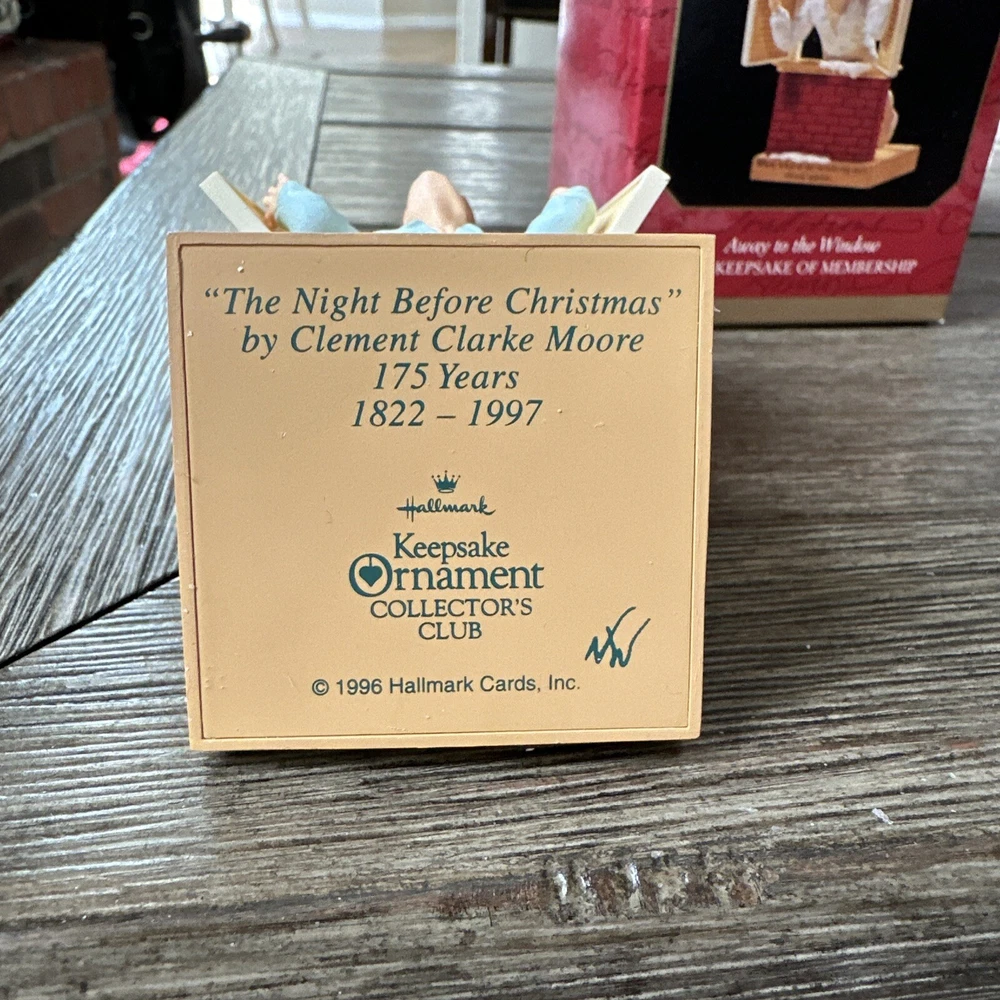 “The Night Before Christmas”
by Clement Clarke Moore
175 Years
1822 – 1997
Hallmark
Keepsake
Ornament
COLLECTOR'S
CLUB
© 1996 Hallmark Cards, Inc.
Away to the Window
KEEPSAKE OF MEMBERSHIP